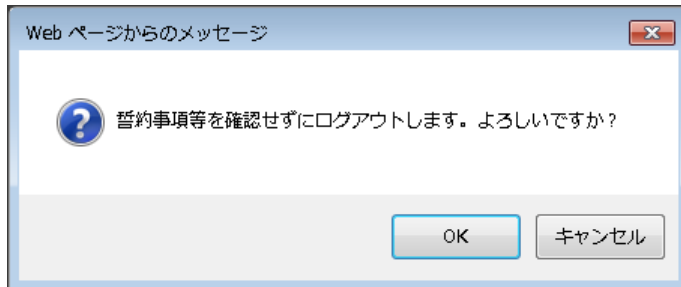 Web ページからのメッセージ
誓約事項等を確認せずにログアウトします。よろしいですか?
OK
キャンセル